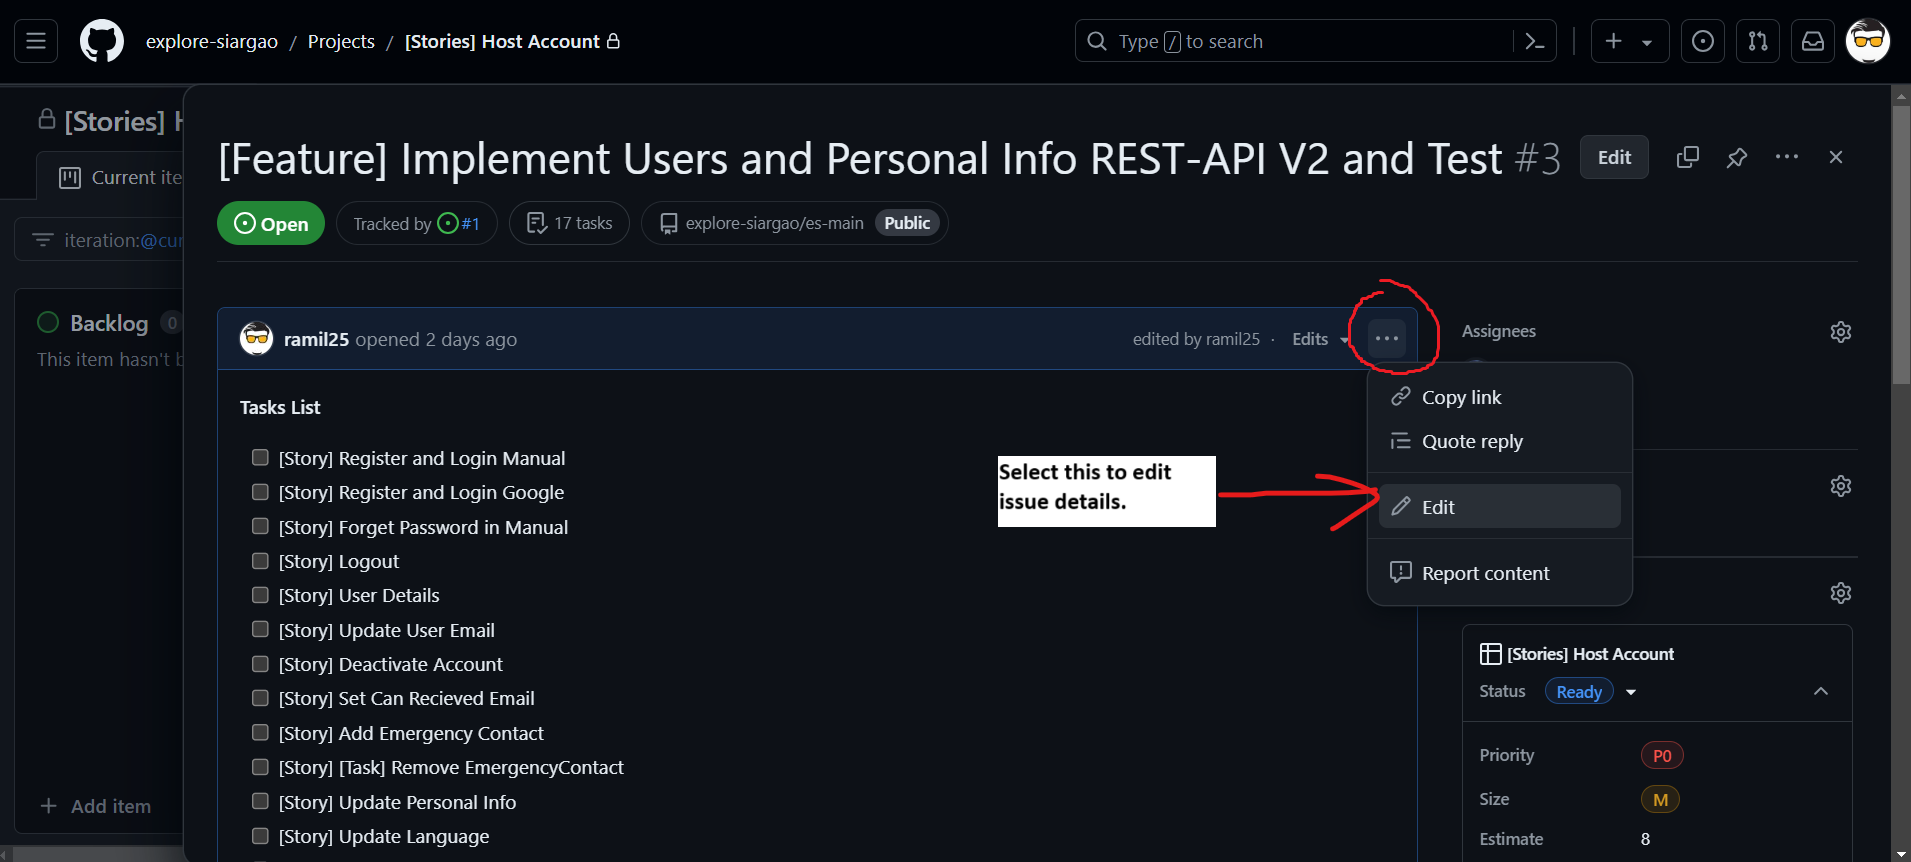 explore-siargao / Projects / [Stories] Host Account
Type / to search
[Stories] H
Current ite
iteration:@cur
Backlog 0
This item hasn't b
Add item
[Feature] Implement Users and Personal Info REST-API V2 and Test #3
Edit
Open
Tracked by #1
17 tasks
explore-siargao/es-main Public
ramil25 opened 2 days ago
edited by ramil25 · Edits
Tasks List
[Story] Register and Login Manual
[Story] Register and Login Google
[Story] Forget Password in Manual
[Story] Logout
[Story] User Details
[Story] Update User Email
[Story] Deactivate Account
[Story] Set Can Recieved Email
[Story] Add Emergency Contact
[Story] [Task] Remove EmergencyContact
[Story] Update Personal Info
[Story] Update Language
Select this to edit
issue details.
Copy link
Quote reply
Edit
Report content
Assignees
[Stories] Host Account
Status Ready
Priority P0
Size M
Estimate 8